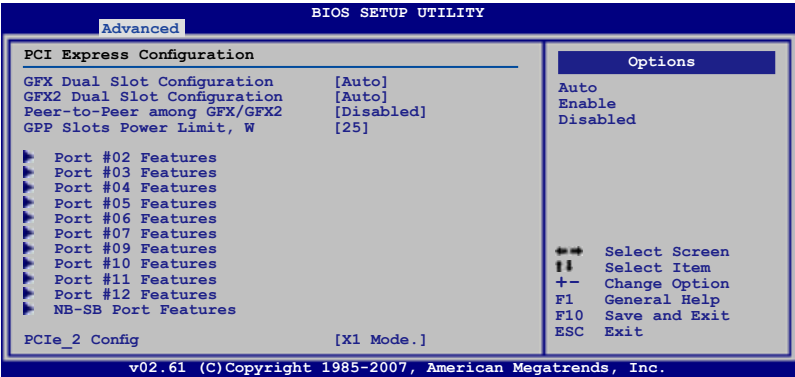 BIOS SETUP UTILITY
Advanced
PCI Express Configuration
GFX Dual Slot Configuration [Auto]
GFX2 Dual Slot Configuration [Auto]
Peer-to-Peer among GFX/GFX2 [Disabled]
GPP Slots Power Limit, W [25]
Port #02 Features
Port #03 Features
Port #04 Features
Port #05 Features
Port #06 Features
Port #07 Features
Port #09 Features
Port #10 Features
Port #11 Features
Port #12 Features
NB-SB Port Features
PCIe_2 Config [X1 Mode.]
Options
Auto
Enable
Disabled
←→ Select Screen
↑↓ Select Item
+- Change Option
F1 General Help
F10 Save and Exit
ESC Exit
v02.61 (C)Copyright 1985-2007, American Megatrends, Inc.